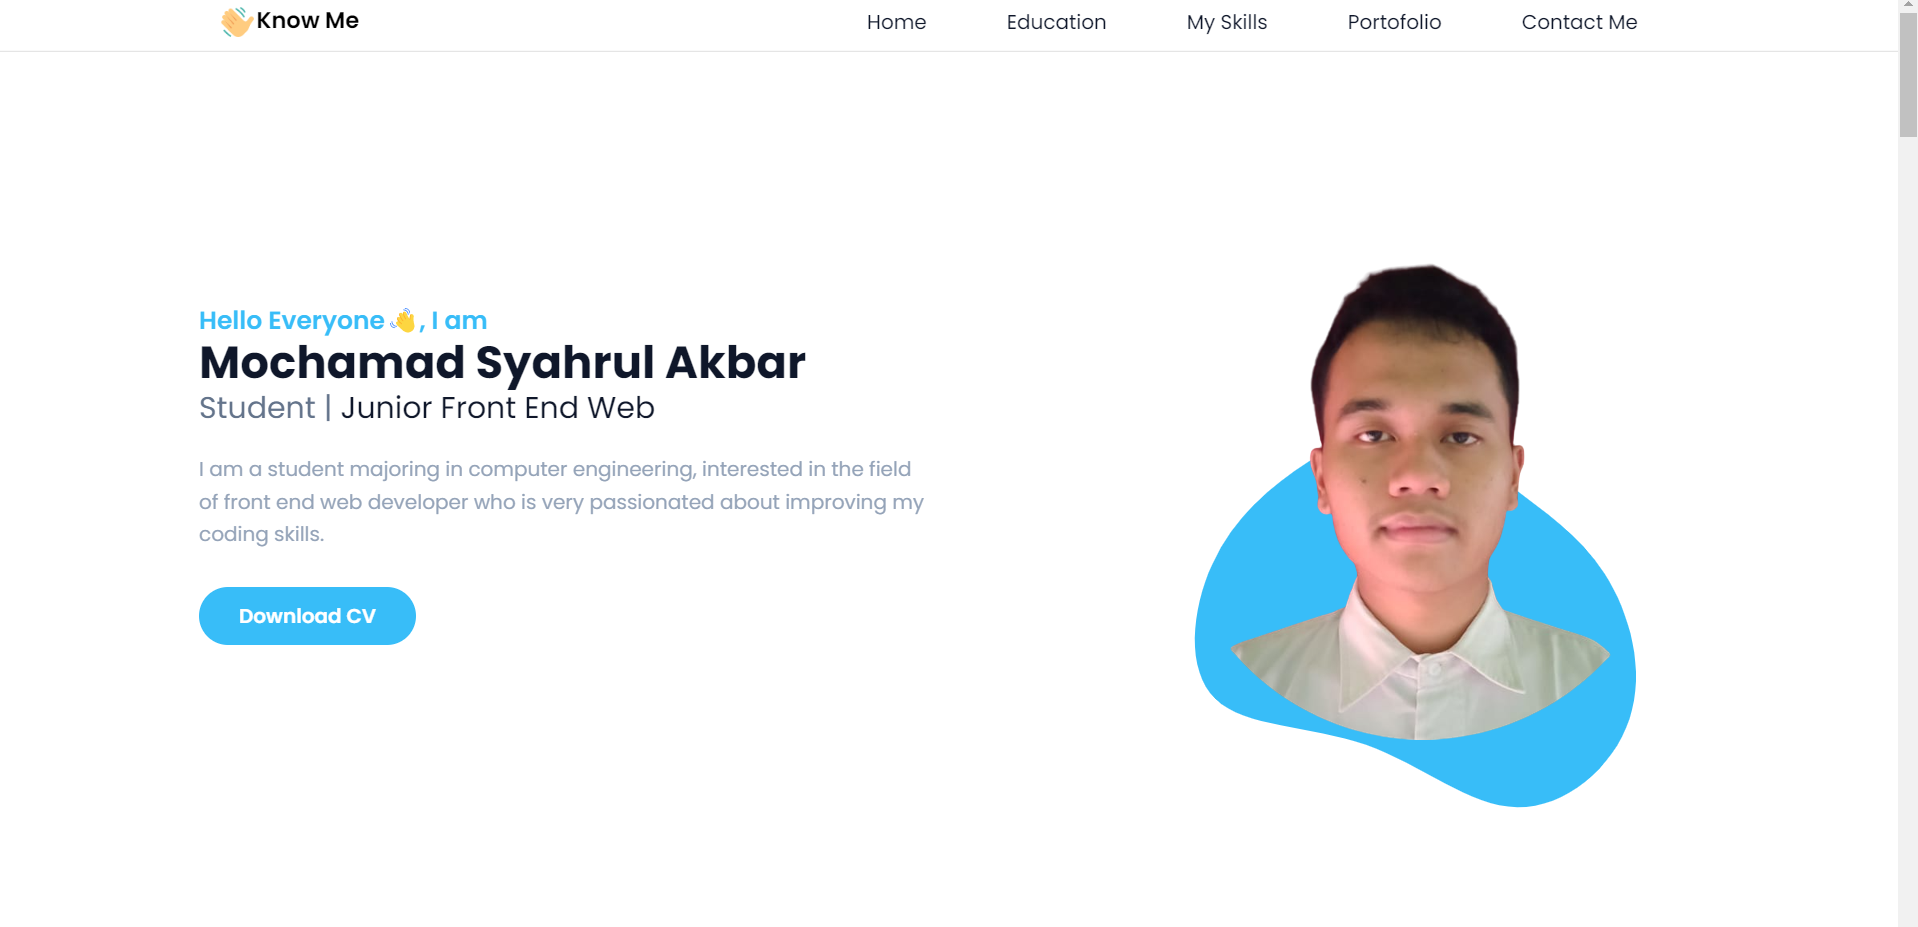 Know Me
Home Education My Skills Portofolio Contact Me
Hello Everyone 👋, I am
Mochamad Syahrul Akbar
Student | Junior Front End Web
I am a student majoring in computer engineering, interested in the field
of front end web developer who is very passionated about improving my
coding skills.
Download CV